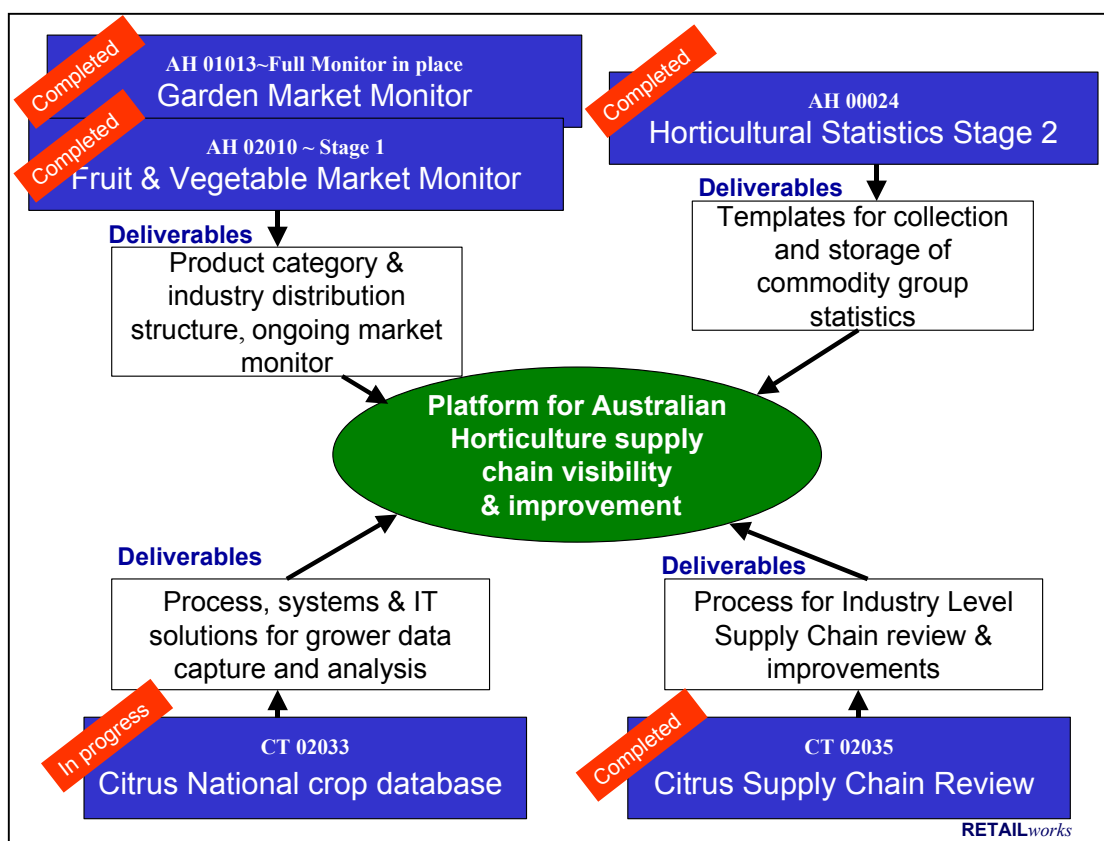 Completed
AH 01013~Full Monitor in place
Garden Market Monitor
Completed
AH 02010 ~ Stage 1
Fruit & Vegetable Market Monitor
Deliverables
Product category &
industry distribution
structure, ongoing market
monitor
Completed
AH 00024
Horticultural Statistics Stage 2
Deliverables
Templates for collection
and storage of
commodity group
statistics
Platform for Australian
Horticulture supply
chain visibility
& improvement
Deliverables
Process, systems & IT
solutions for grower data
capture and analysis
In progress
CT 02033
Citrus National crop database
Deliverables
Process for Industry Level
Supply Chain review &
improvements
Completed
CT 02035
Citrus Supply Chain Review
RETAILworks